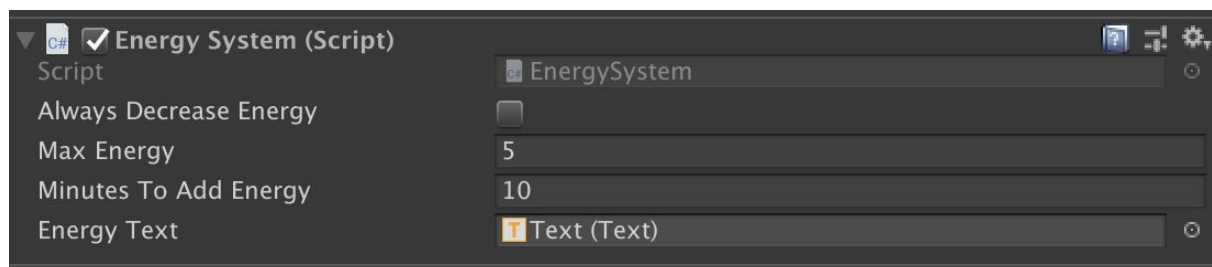 C# Energy System (Script)
Script C# EnergySystem
Always Decrease Energy
Max Energy 5
Minutes To Add Energy 10
Energy Text T Text (Text)